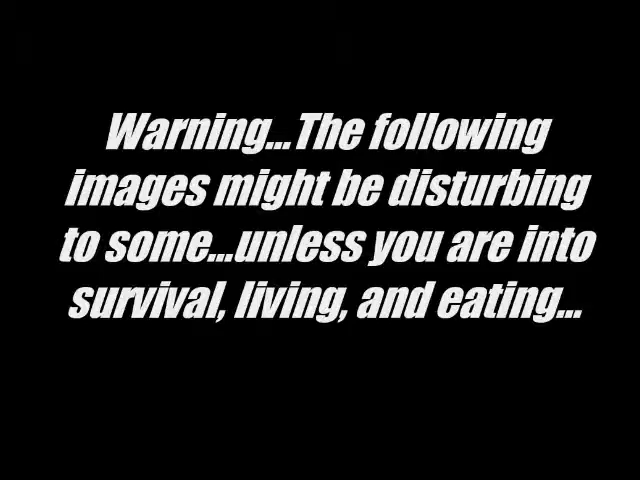 Warning...The following
images might be disturbing
to some...unless you are into
survival, living, and eating...